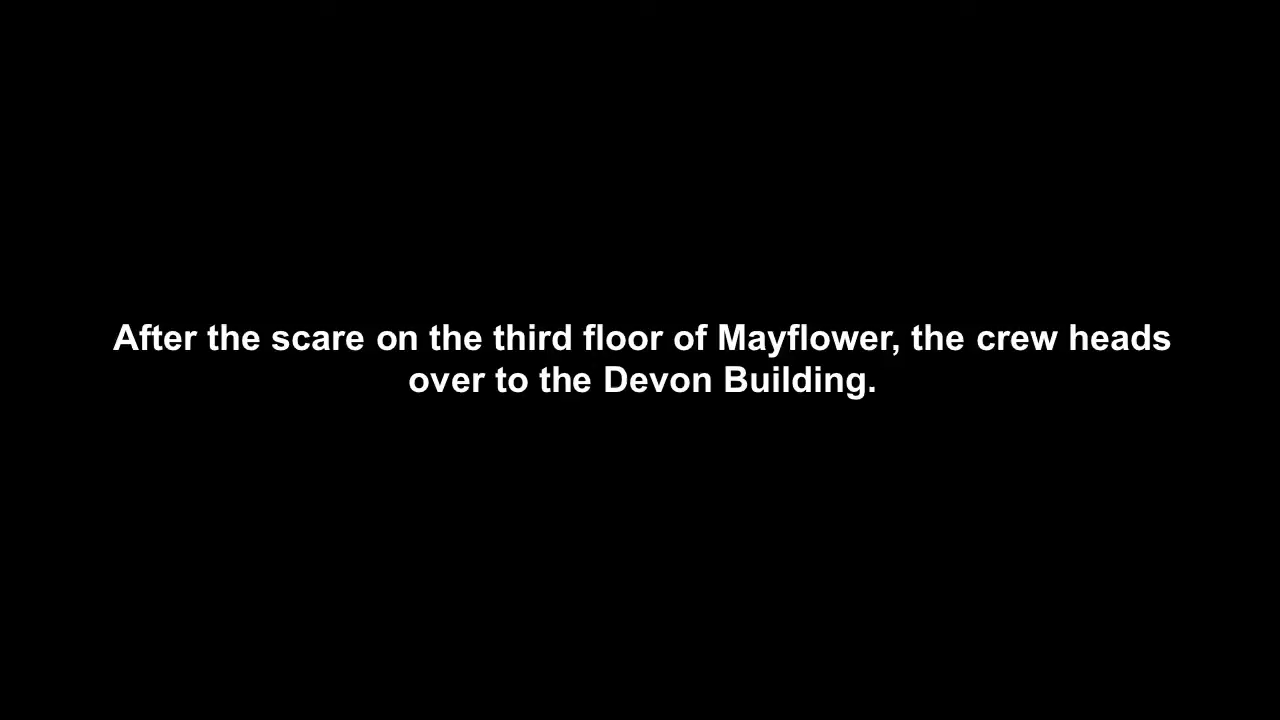 After the scare on the third floor of Mayflower, the crew heads
over to the Devon Building.